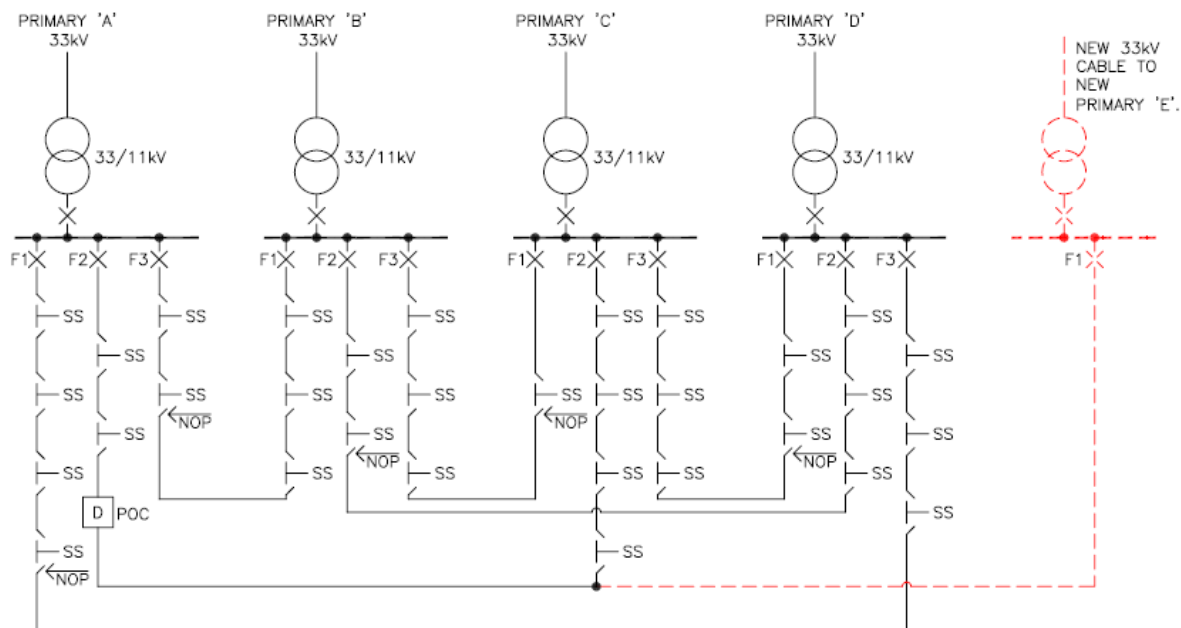 PRIMARY 'A'
33kV
PRIMARY 'B'
33kV
PRIMARY 'C'
33kV
PRIMARY 'D'
33kV
NEW 33kV
CABLE TO
NEW
PRIMARY 'E'.
33/11kV
33/11kV
33/11kV
33/11kV
F1 F2 F3 F1 F2 F3 F1 F2 F3 F1 F2 F3 F1
SS SS SS SS SS SS SS SS
SS SS SS SS
SS SS SS SS SS SS SS SS
NOP NOP
SS SS SS
NOP NOP
SS SS SS SS SS SS
D POC SS
SS SS
NOP